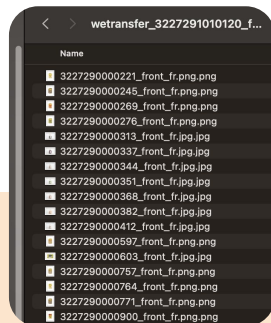 wetransfer_3227291010120_f...
Name
3227290000221_front_fr.png.png
3227290000245_front_fr.png.png
3227290000269_front_fr.png.png
3227290000276_front_fr.png.png
3227290000313_front_fr.jpg.jpg
3227290000337_front_fr.jpg.jpg
3227290000344_front_fr.jpg.jpg
3227290000351_front_fr.jpg.jpg
3227290000368_front_fr.jpg.jpg
3227290000382_front_fr.jpg.jpg
3227290000412_front_fr.jpg.jpg
3227290000597_front_fr.png.png
3227290000603_front_fr.jpg.jpg
3227290000757_front_fr.png.png
3227290000764_front_fr.png.png
3227290000771_front_fr.png.png
3227290000900_front_fr.png.png